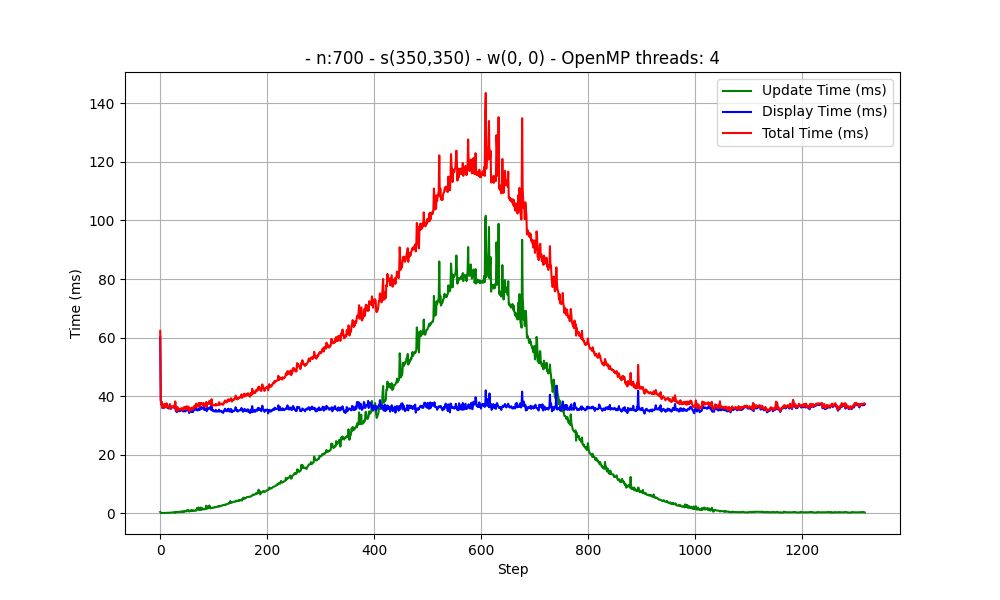 - n:700 - s(350,350) - w(0, 0) - OpenMP threads: 4
Update Time (ms)
Display Time (ms)
Total Time (ms)
Time (ms)
140
120
100
80
60
40
20
0
0 200 400 600 800 1000 1200
Step